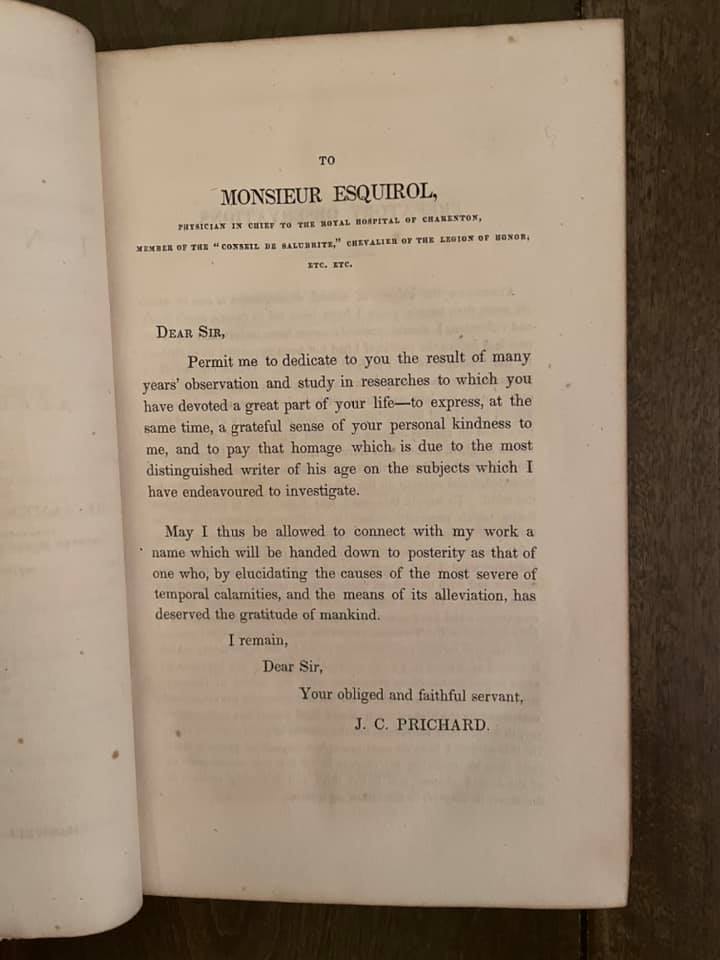 TO
MONSIEUR ESQUIROL,
PHYSICIAN IN CHIEF TO THE ROYAL HOSPITAL OF CHARENTON,
MEMBER OF THE "CONSEIL DE SALUBRITE," CHEVALIER OF THE LEGION OF HONOR,
ETC. ETC.
DEAR SIR,
Permit me to dedicate to you the result of many
years' observation and study in researches to which you
have devoted a great part of your life—to express, at the
same time, a grateful sense of your personal kindness to
me, and to pay that homage which is due to the most
distinguished writer of his age on the subjects which I
have endeavoured to investigate.
May I thus be allowed to connect with my work a
name which will be handed down to posterity as that of
one who, by elucidating the causes of the most severe of
temporal calamities, and the means of its alleviation, has
deserved the gratitude of mankind.
I remain,
Dear Sir,
Your obliged and faithful servant,
J. C. PRICHARD.